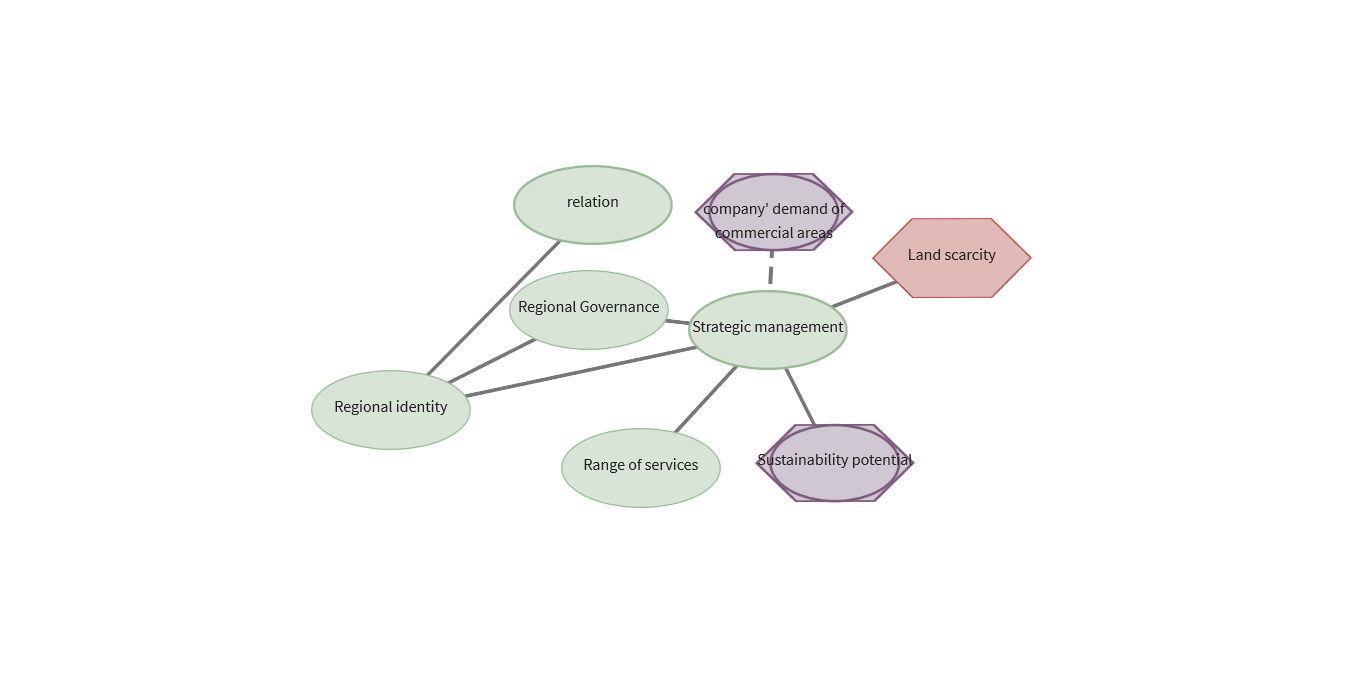 relation
company' demand of
commercial areas
Land scarcity
Regional Governance
Strategic management
Regional identity
Range of services
Sustainability potential